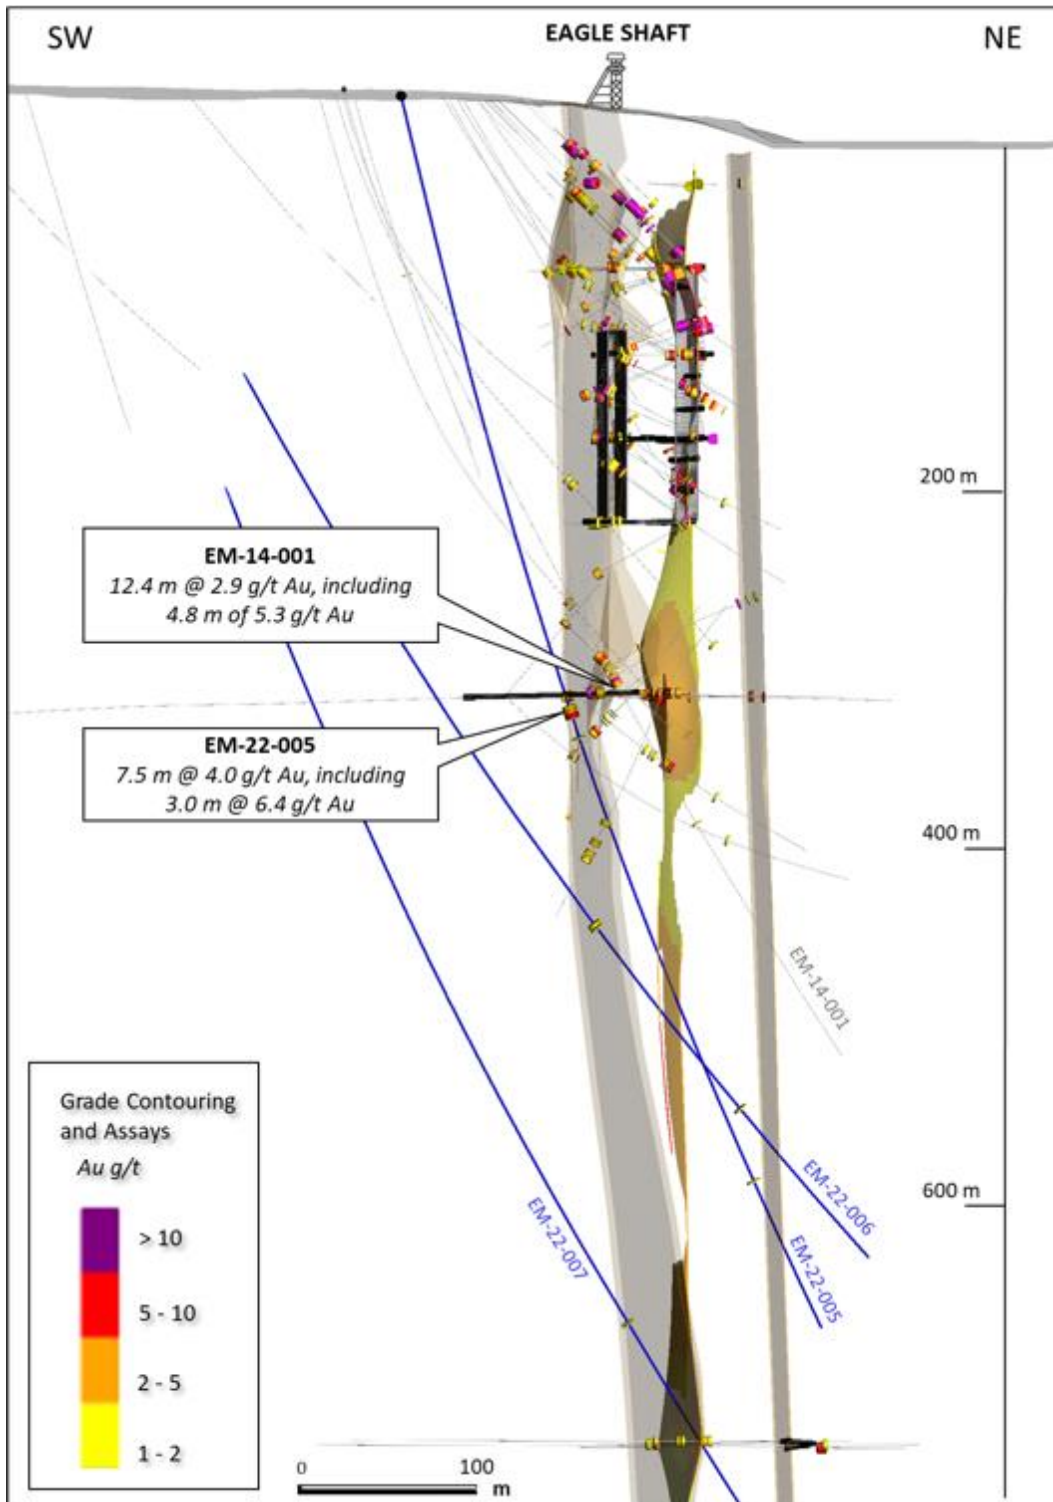 SW
EAGLE SHAFT
NE
200 m
EM-14-001
12.4 m @ 2.9 g/t Au, including
4.8 m of 5.3 g/t Au
EM-22-005
7.5 m @ 4.0 g/t Au, including
3.0 m @ 6.4 g/t Au
400 m
EM-14-001
600 m
EM-22-006
EM-22-005
EM-22-007
Grade Contouring
and Assays
Au g/t
> 10
5 - 10
2 - 5
1 - 2
0 100
m